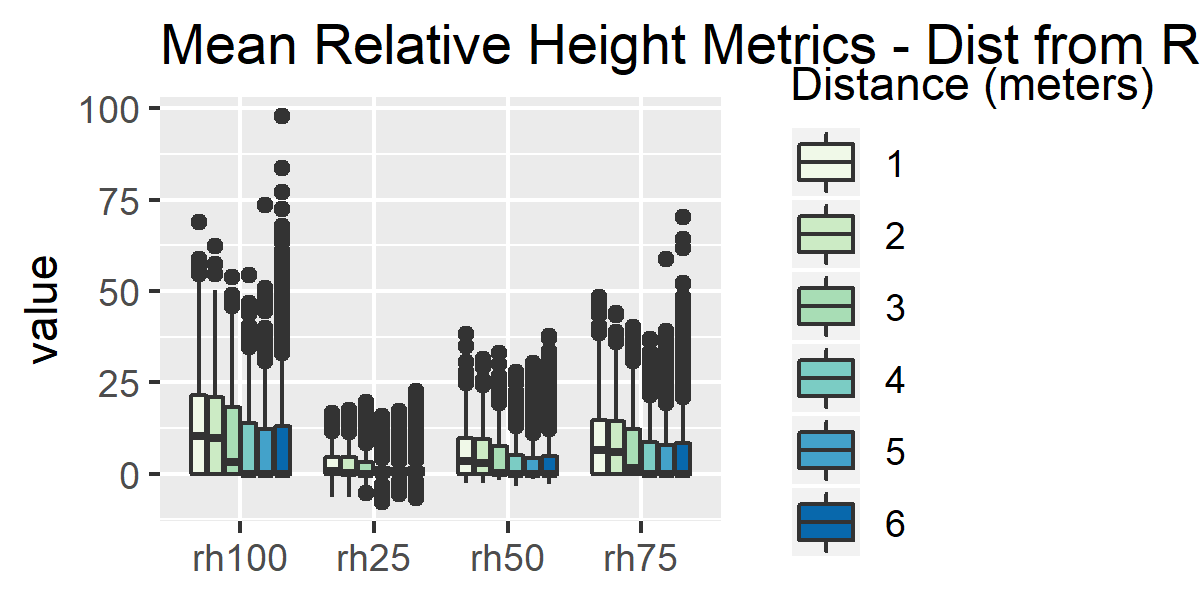 Mean Relative Height Metrics - Dist from R
Distance (meters)
100
75
50
25
0
value
rh100 rh25 rh50 rh75
1
2
3
4
5
6